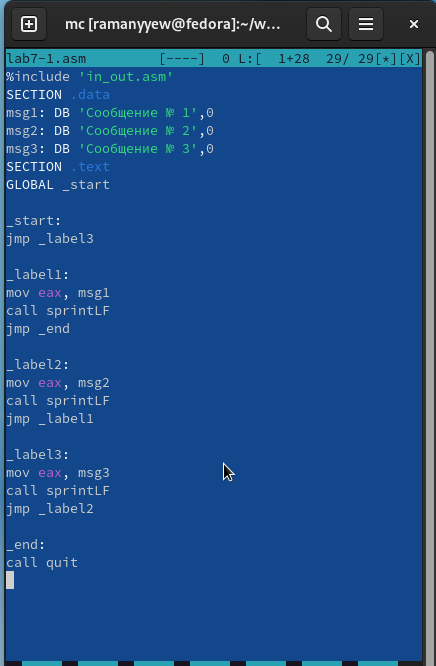 mc [ramanyyew@fedora]:~/w…
lab7-1.asm [----] 0 L:[ 1+28 29/ 29[*][X]
%include 'in_out.asm'
SECTION .data
msg1: DB 'Сообщение № 1',0
msg2: DB 'Сообщение № 2',0
msg3: DB 'Сообщение № 3',0
SECTION .text
GLOBAL _start
_start:
jmp _label3
_label1:
mov eax, msg1
call sprintLF
jmp _end
_label2:
mov eax, msg2
call sprintLF
jmp _label1
_label3:
mov eax, msg3
call sprintLF
jmp _label2
_end:
call quit